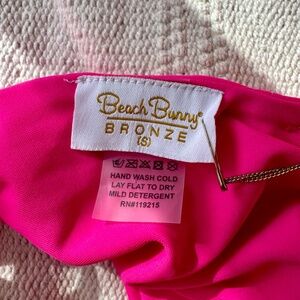 Beach Bunny®
BRONZE
(S)
HAND WASH COLD
LAY FLAT TO DRY
MILD DETERGENT
RN#119215